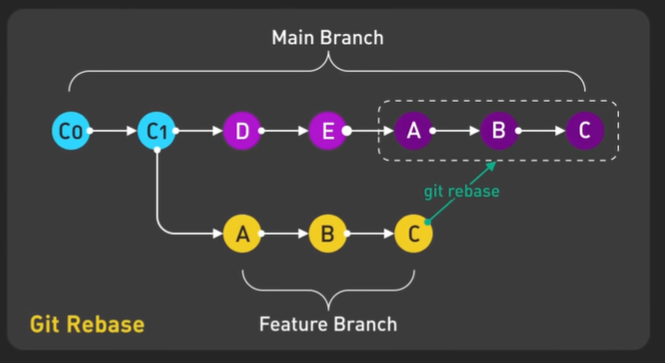 Main Branch
C0 C1 D E A B C
git rebase
A B C
Git Rebase
Feature Branch